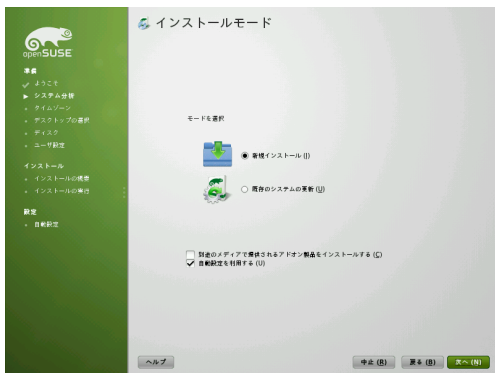 openSUSE
準備
ようこそ
システム分析
タイムゾーン
デスクトップの選択
ディスク
ユーザ設定
インストール
インストールの概要
インストールの実行
設定
自動設定
インストールモード
モードを選択
新規インストール (I)
既存のシステムの更新 (U)
別途のメディアで提供されるアドオン製品をインストールする (C)
自動設定を利用する (U)
ヘルプ
中止 (R)
戻る (B)
次へ (N)